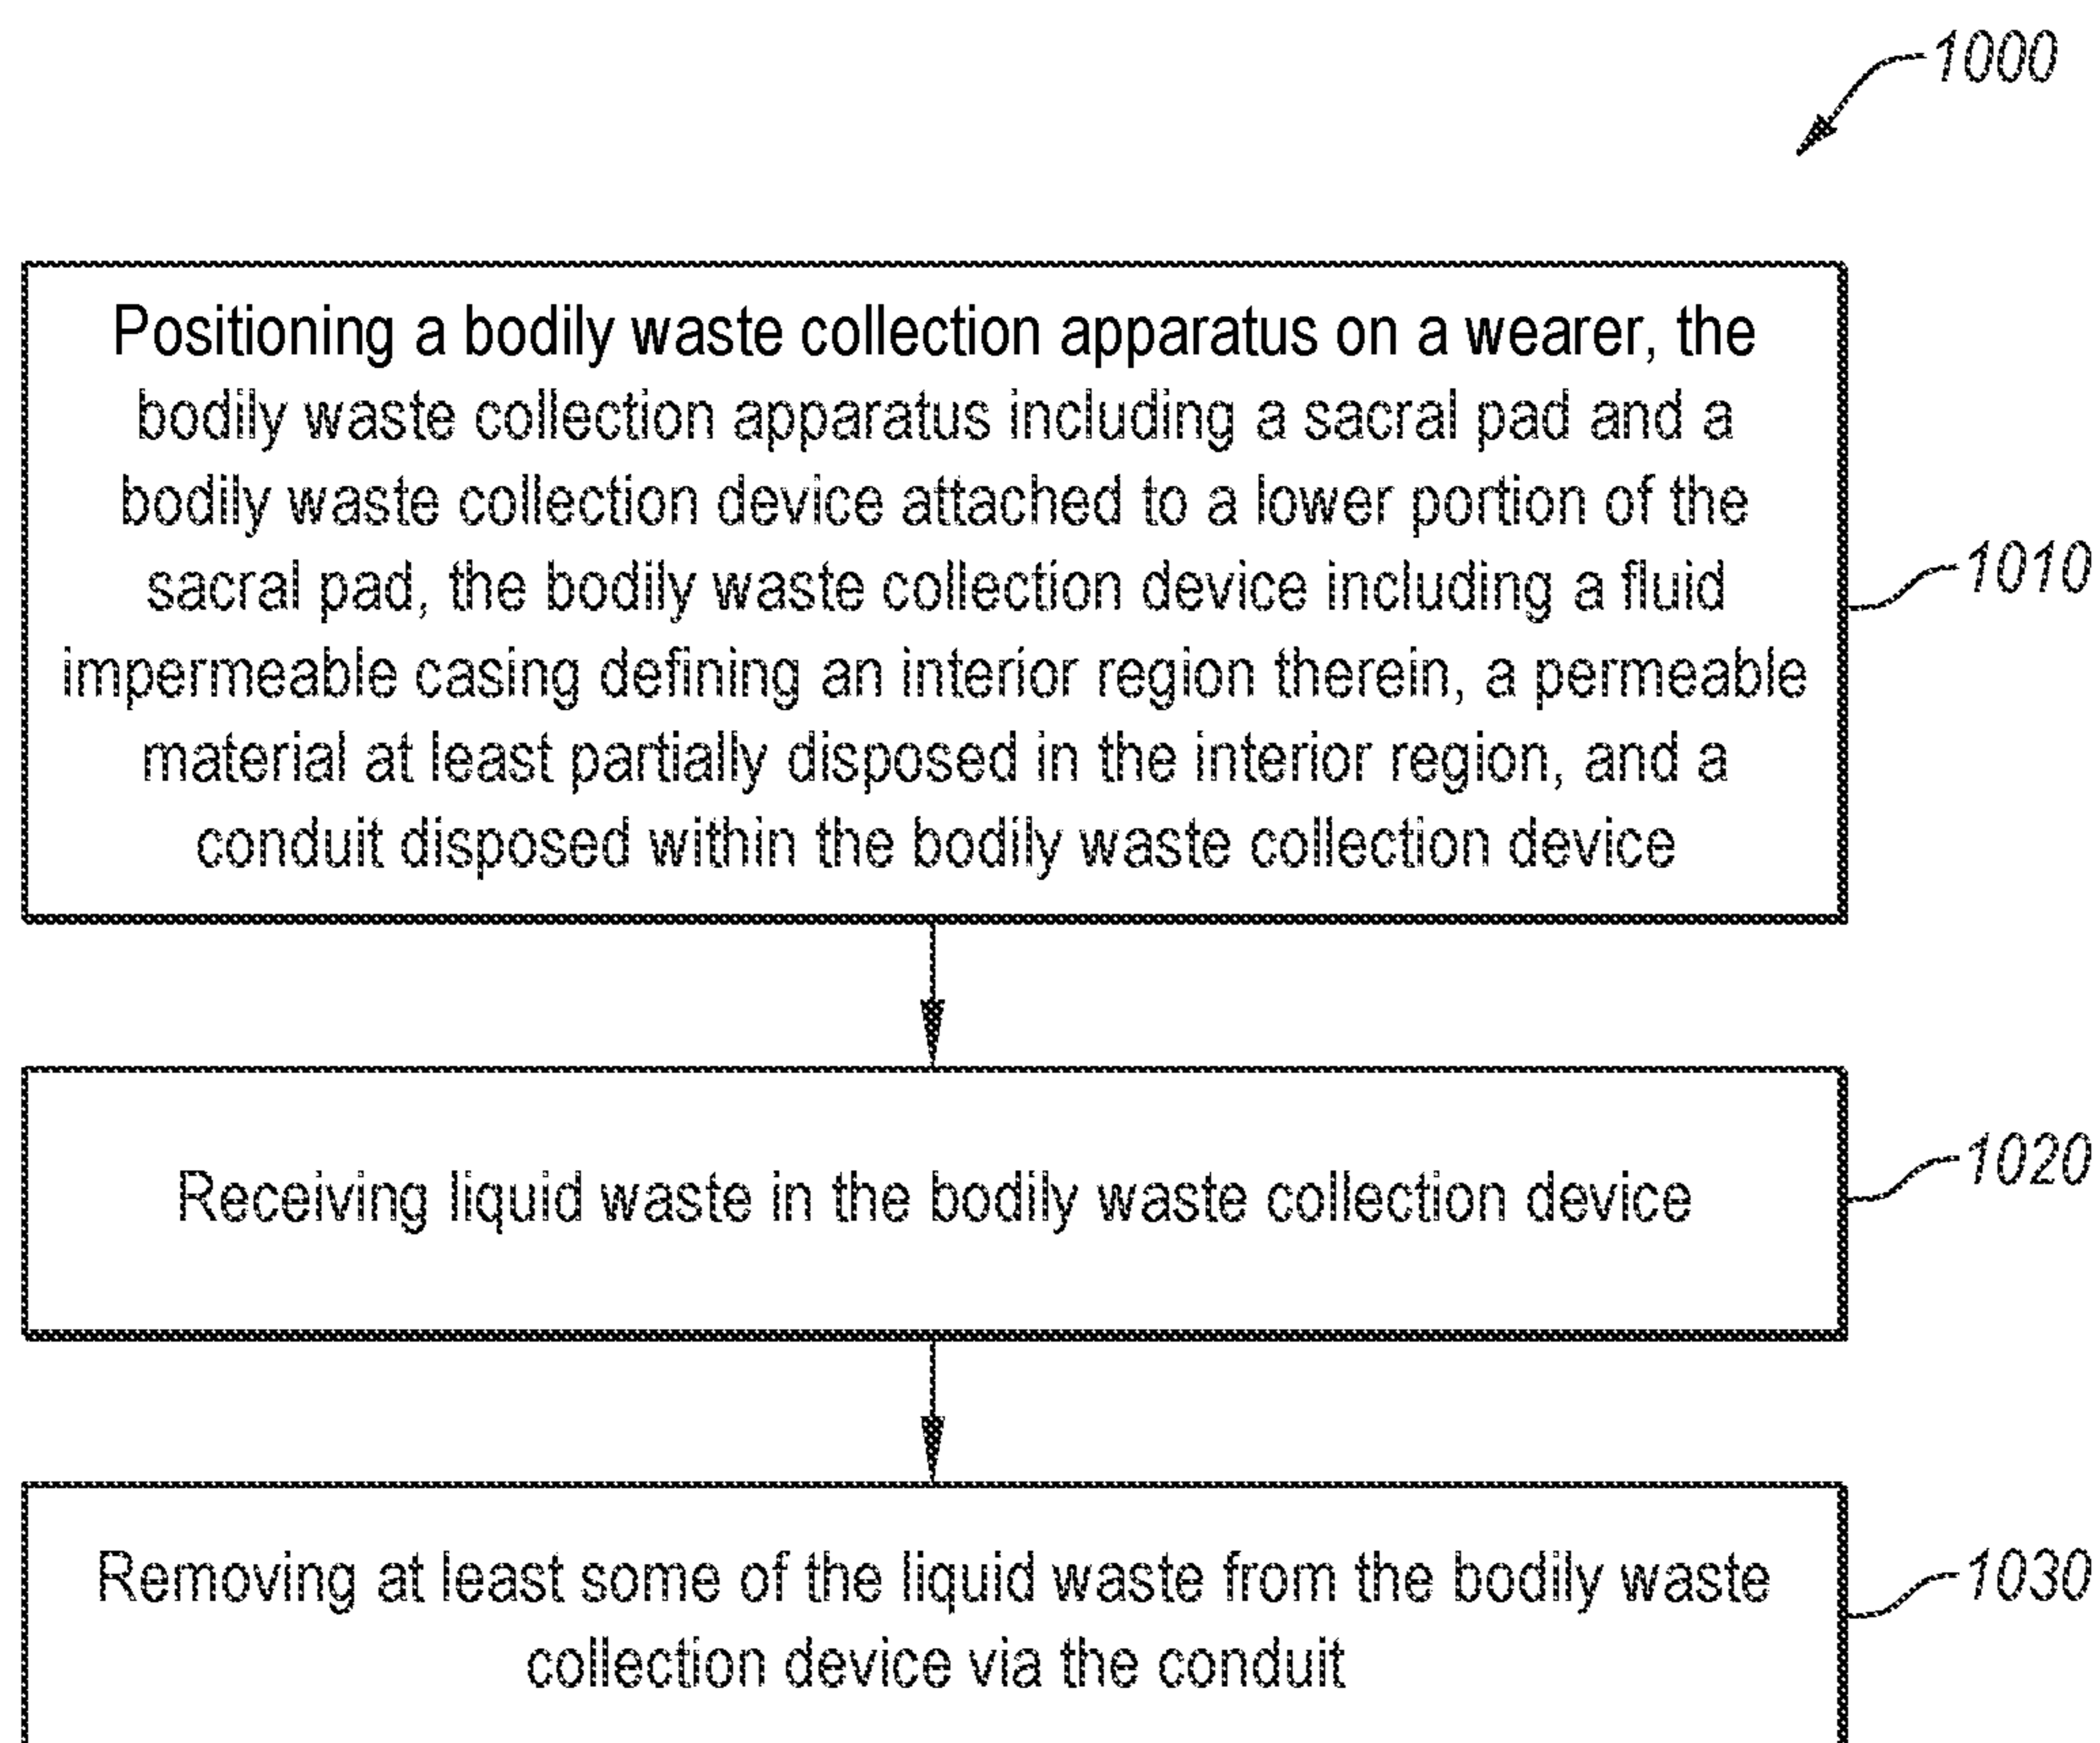 1000
Positioning a bodily waste collection apparatus on a wearer, the
bodily waste collection apparatus including a sacral pad and a
bodily waste collection device attached to a lower portion of the
sacral pad, the bodily waste collection device including a fluid
impermeable casing defining an interior region therein, a permeable
material at least partially disposed in the interior region, and a
conduit disposed within the bodily waste collection device
1010
Receiving liquid waste in the bodily waste collection device
1020
Removing at least some of the liquid waste from the bodily waste
collection device via the conduit
1030